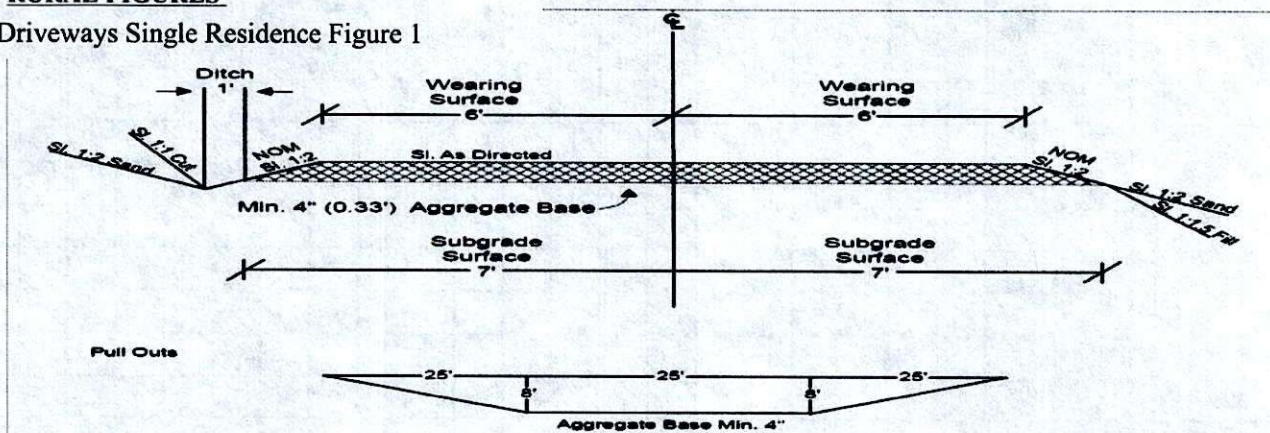 RURAL FIGURES
Driveways Single Residence Figure 1
℄
Ditch
1'
Wearing
Surface
6'
Wearing
Surface
6'
Sl. 1:2 Sand
Sl. 1:1 Cut
NOM
Sl. 1:2
Sl. As Directed
NOM
Sl. 1:2
Sl. 1:2 Sand
Sl. 1:1.5 Fill
Min. 4" (0.33') Aggregate Base
Subgrade
Surface
7'
Subgrade
Surface
7'
Pull Outs
25'
25'
25'
8'
8'
Aggregate Base Min. 4"